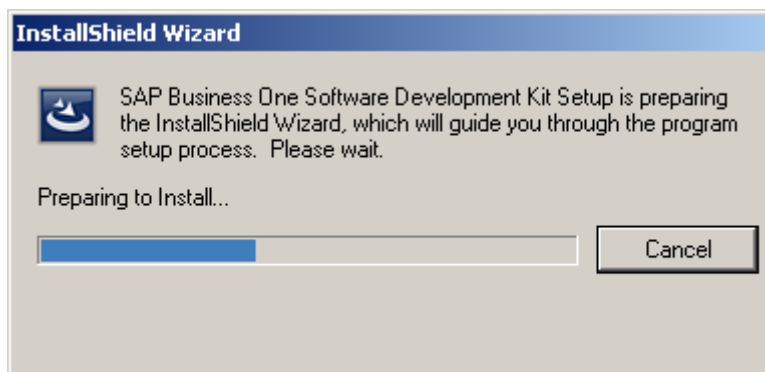 InstallShield Wizard
SAP Business One Software Development Kit Setup is preparing
the InstallShield Wizard, which will guide you through the program
setup process. Please wait.
Preparing to Install...
Cancel